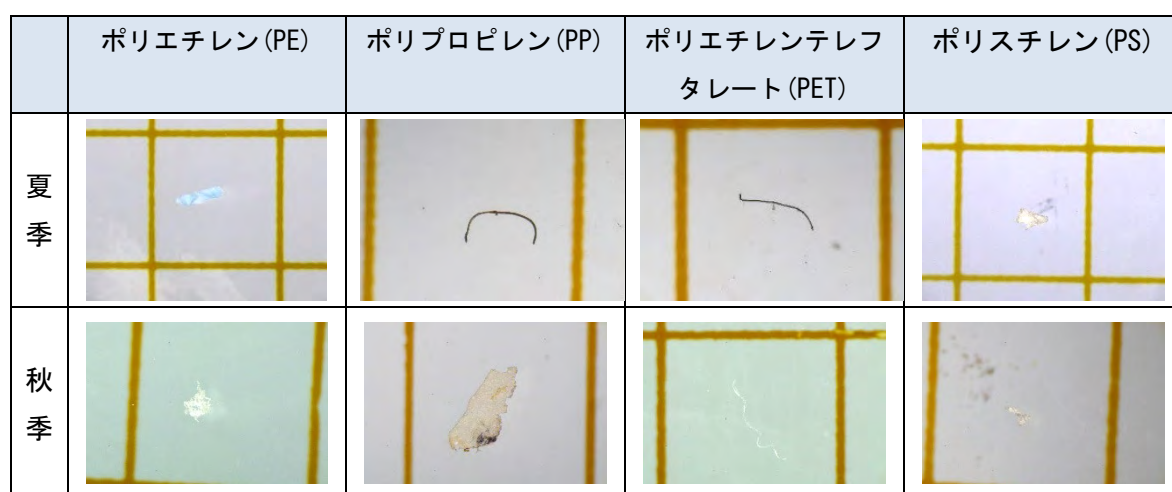 ポリエチレン(PE)
ポリプロピレン(PP)
ポリエチレンテレフ
タレート(PET)
ポリスチレン(PS)
夏
季
秋
季